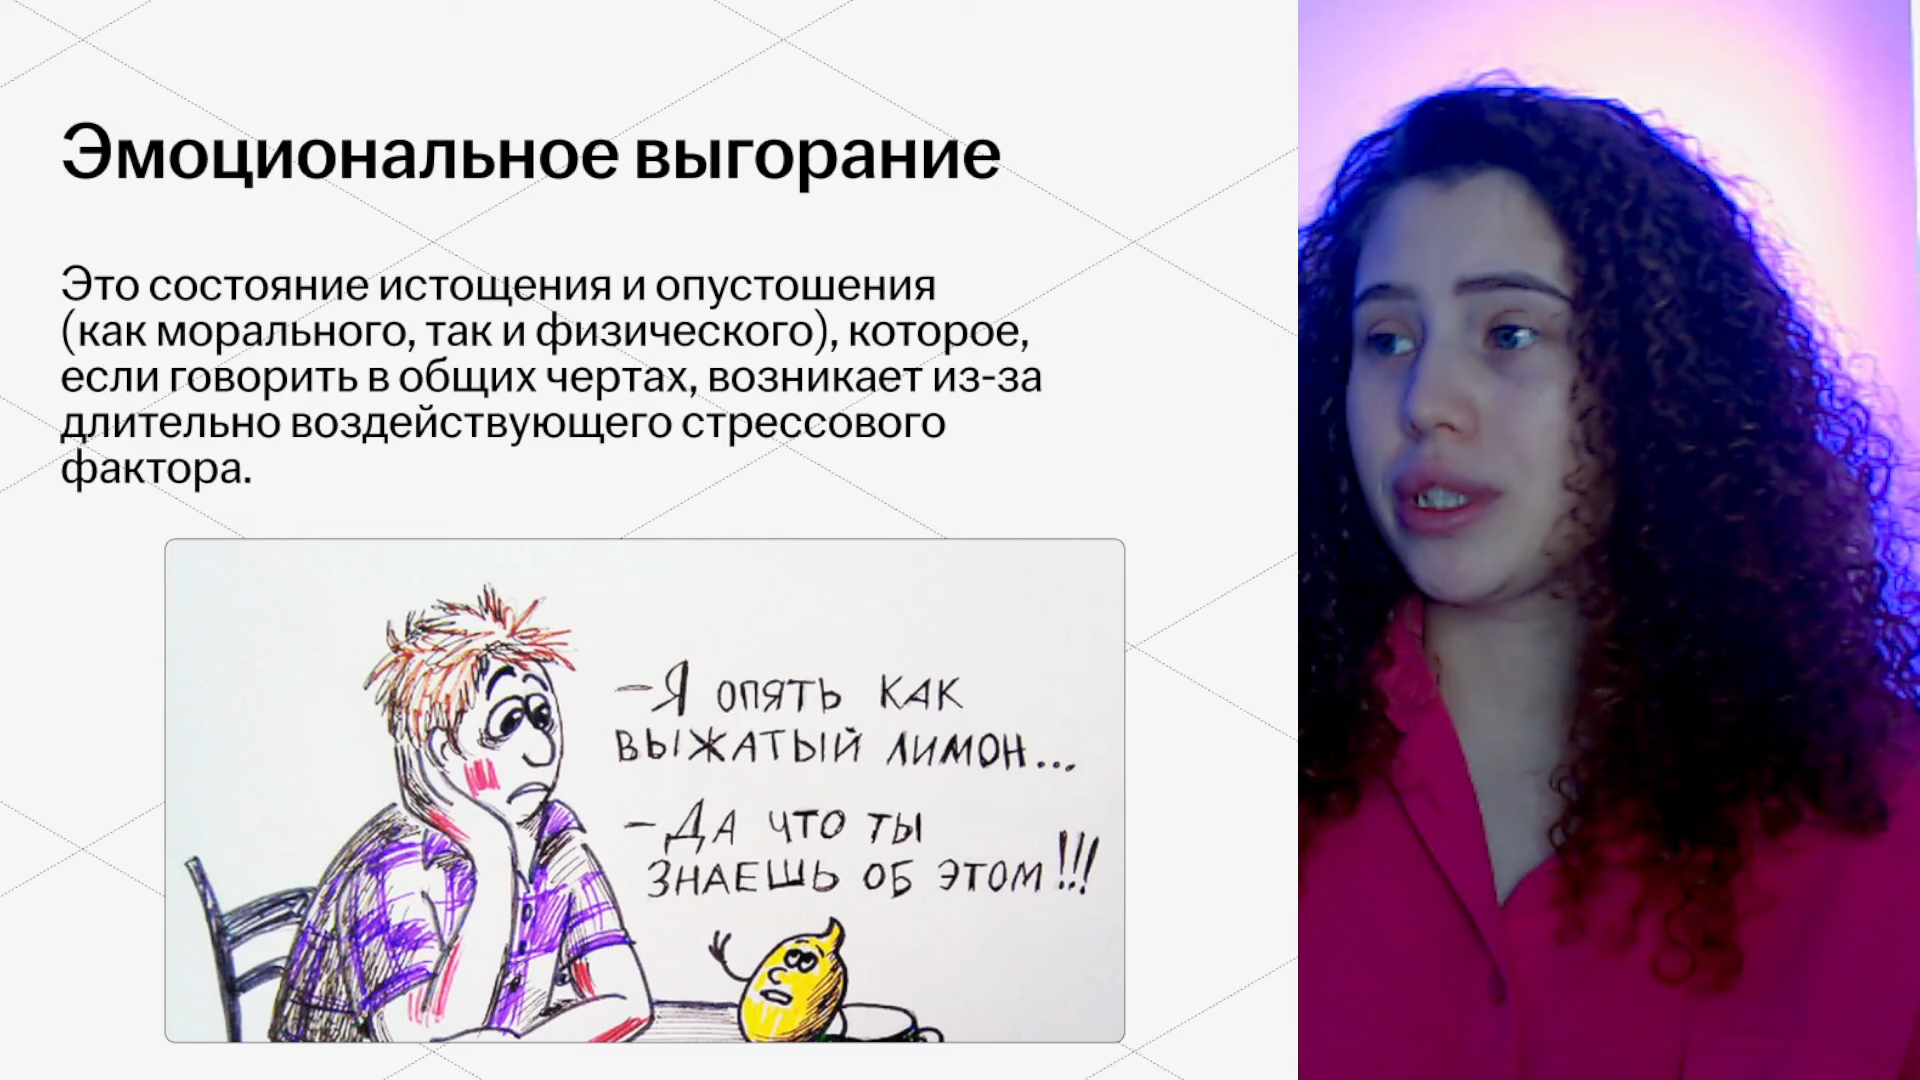 Эмоциональное выгорание
Это состояние истощения и опустошения
(как морального, так и физического), которое,
если говорить в общих чертах, возникает из-за
длительно воздействующего стрессового
фактора.
–Я ОПЯТЬ КАК
ВЫЖАТЫЙ ЛИМОН...
–ДА ЧТО ТЫ
ЗНАЕШЬ ОБ ЭТОМ!!!